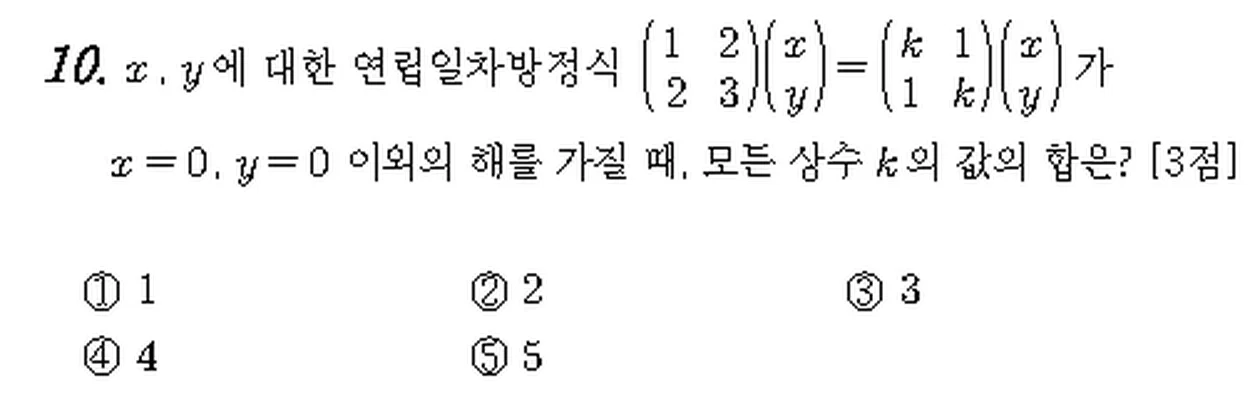 10. x, y에 대한 연립일차방정식 (1 2 2 3)(x y)=(k 1 1 k)(x y)가
x=0, y=0 이외의 해를 가질 때, 모든 상수 k의 값의 합은? [3점]
① 1 ② 2 ③ 3
④ 4 ⑤ 5